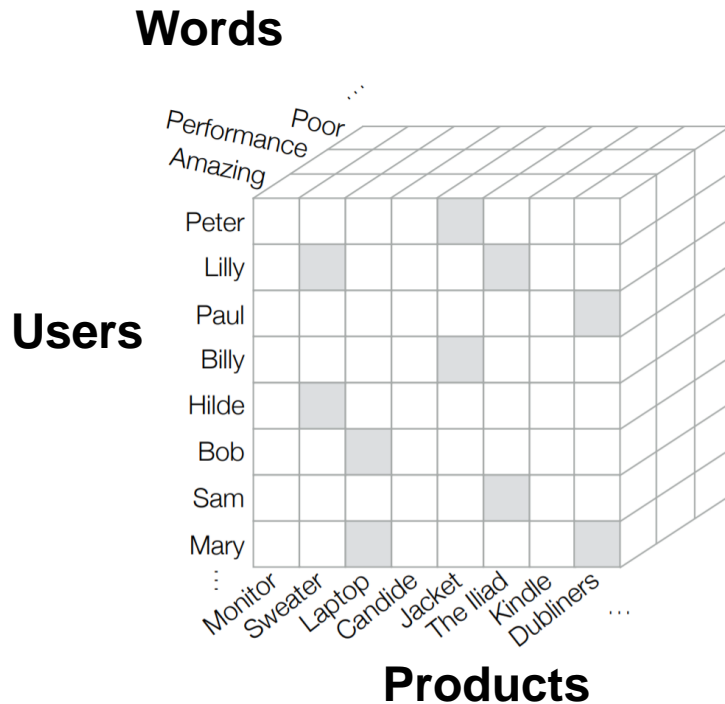 Words
...
Poor
Performance
Amazing
Peter
Lilly
Paul
Users
Billy
Hilde
Bob
Sam
Mary
...
Monitor
Sweater
Laptop
Candide
Jacket
The Iliad
Kindle
Dubliners
...
Products